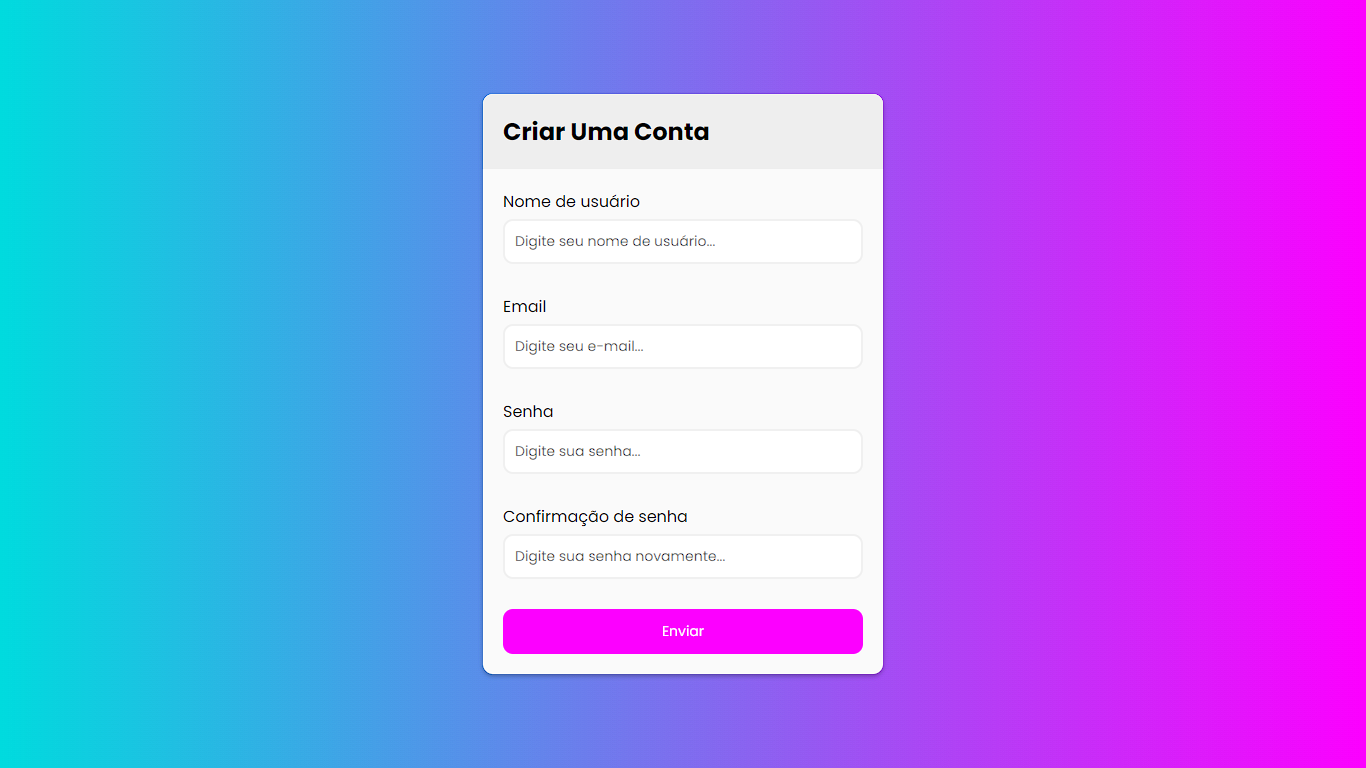 Criar Uma Conta
Nome de usuário
Digite seu nome de usuário...
Email
Digite seu e-mail...
Senha
Digite sua senha...
Confirmação de senha
Digite sua senha novamente...
Enviar